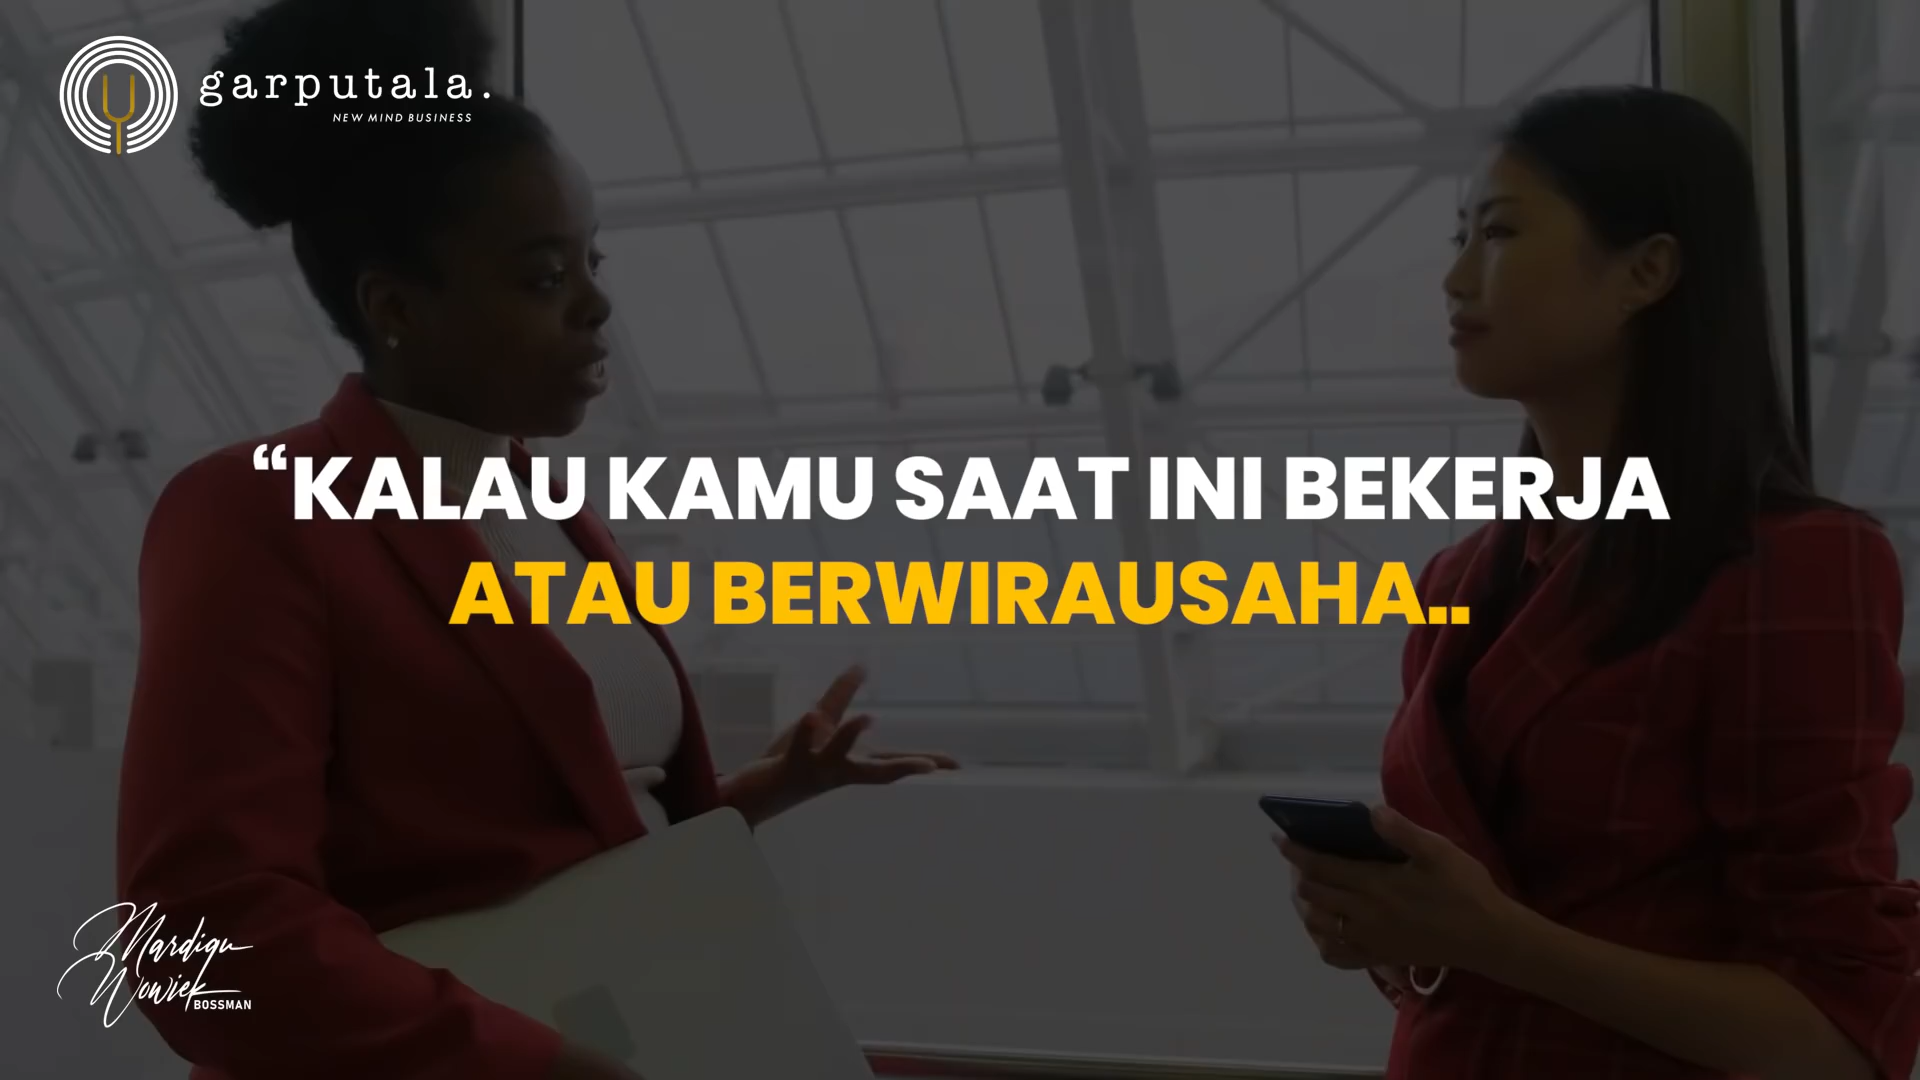 garputala.
NEW MIND BUSINESS
“KALAU KAMU SAAT INI BEKERJA
ATAU BERWIRAUSAHA..
Mardigu
Wowiek
BOSSMAN